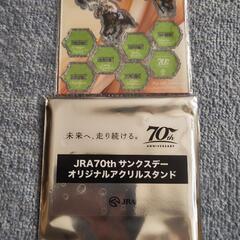 70th
未来へ、走り続ける。
70th
ANNIVERSARY
JRA70th サンクスデー
オリジナルアクリルスタンド
JRA